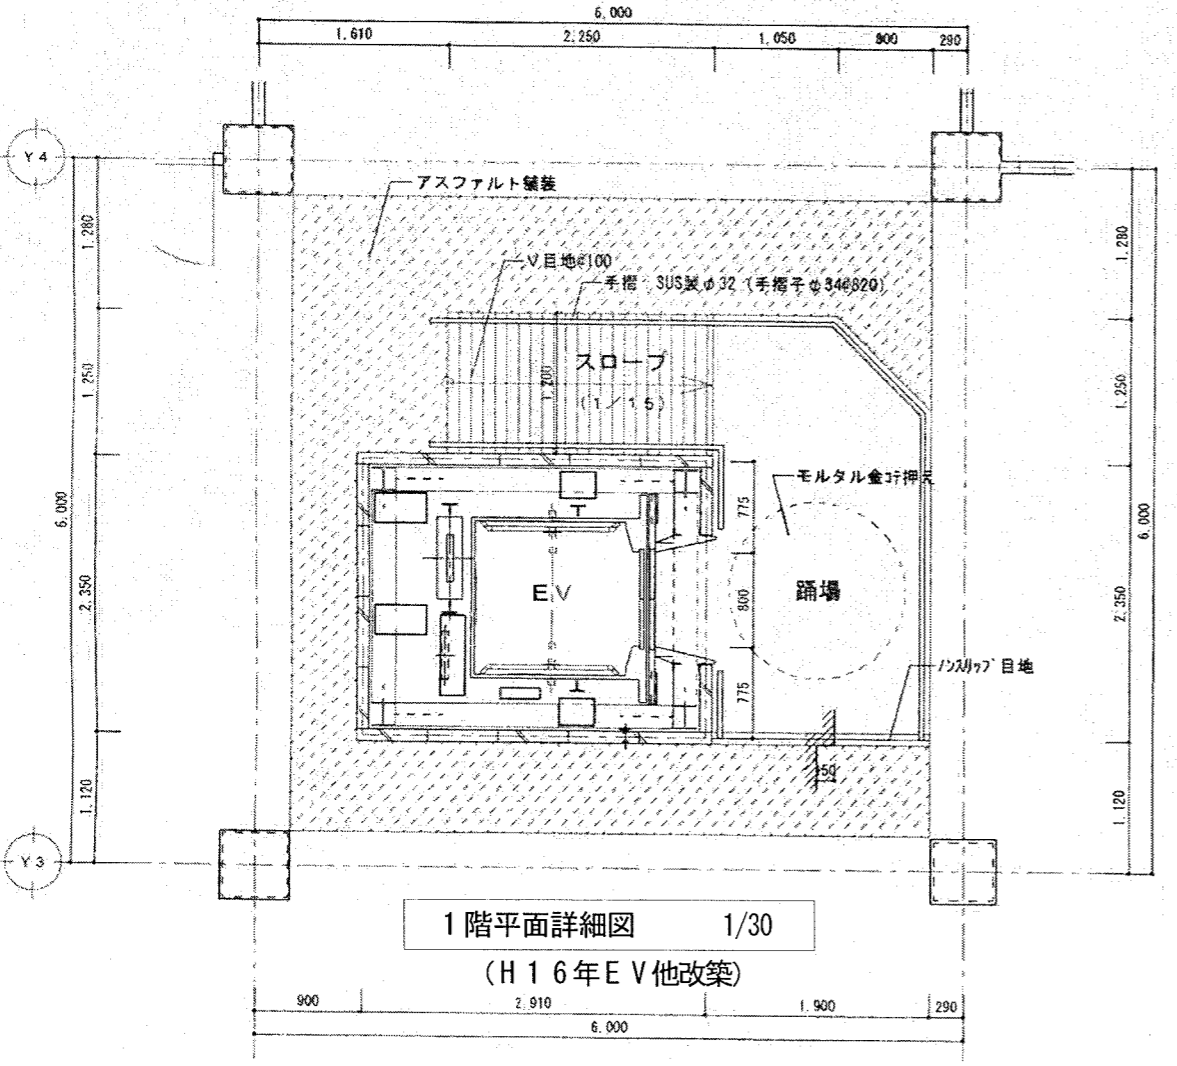 6,000
1,610
2,250
1,050
800
290
Y4
アスファルト舗装
1,280
1,280
V目地@100
手摺 SUS製φ32 (手摺子φ34@820)
スロープ
(1/15)
1,200
1,250
1,250
モルタル金ゴテ押え
775
6,000
6,000
EV
800
踊場
2,350
2,350
ノンスリップ目地
775
150
1,120
1,120
Y3
1階平面詳細図 1/30
(H16年EV他改築)
900
2,910
1,900
290
6,000